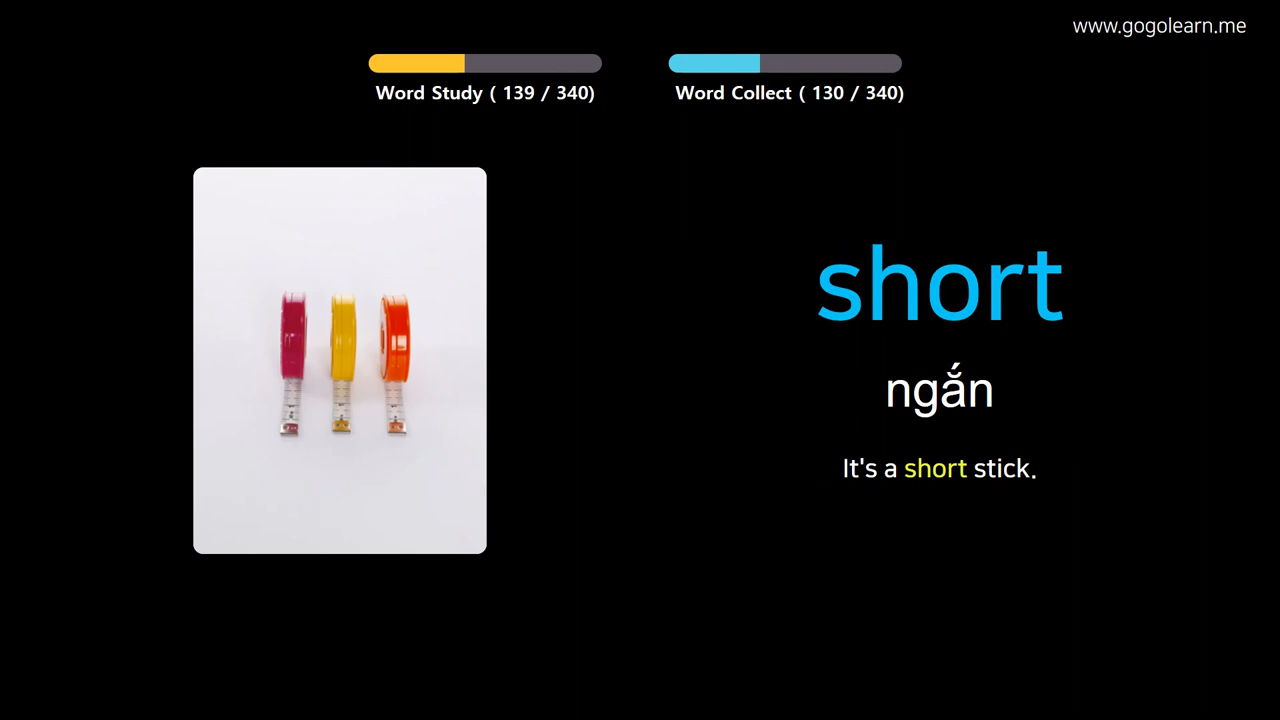 www.gogolearn.me
Word Study ( 139 / 340)
Word Collect ( 130 / 340)
short
ngắn
It's a short stick.